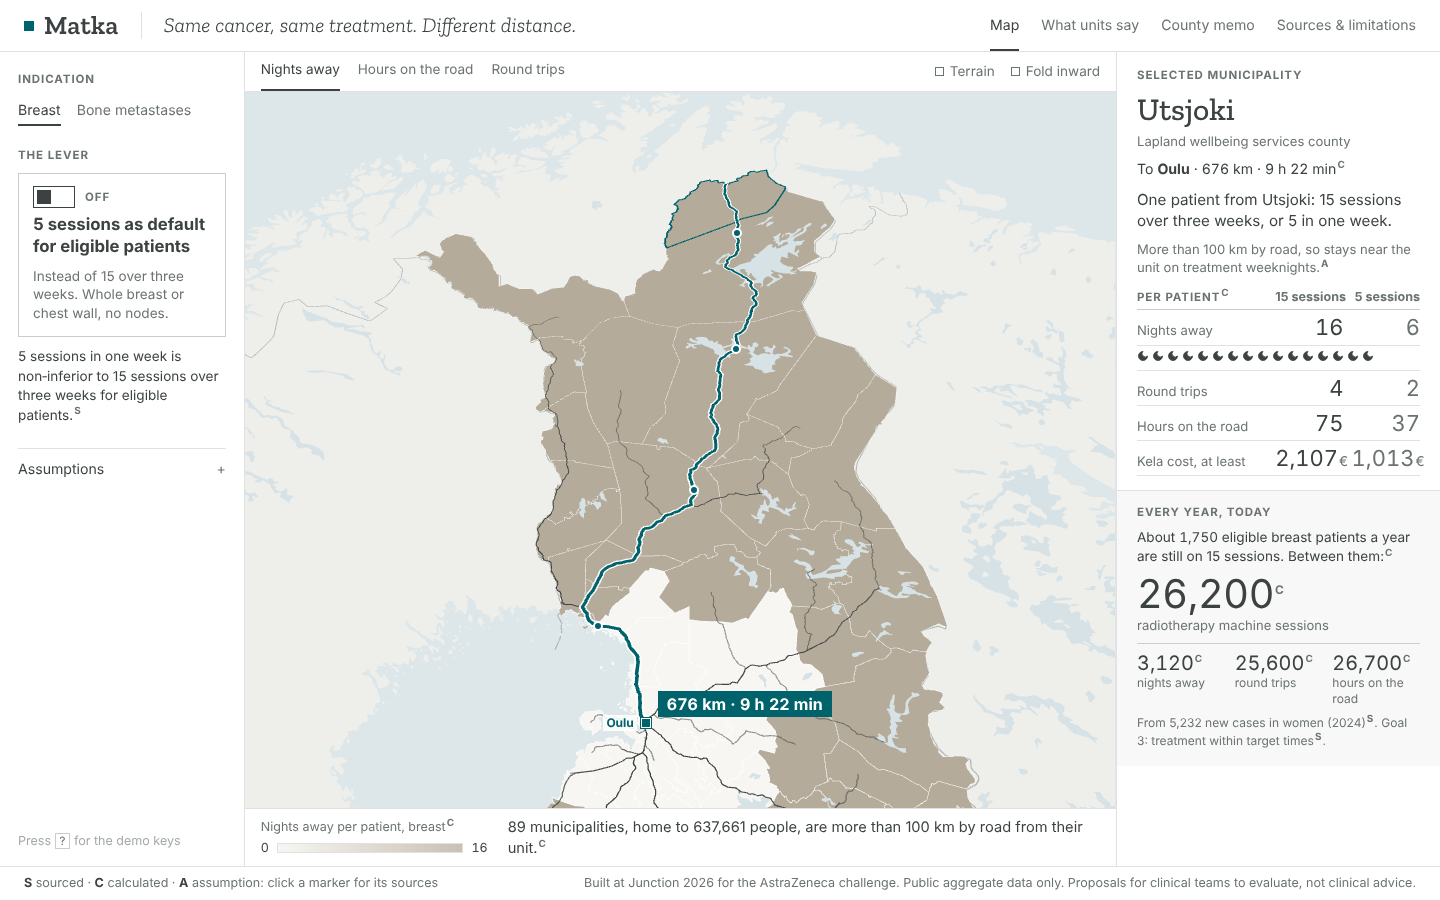 Matka
Same cancer, same treatment. Different distance.
Map
What units say
County memo
Sources & limitations
INDICATION
Breast
Bone metastases
THE LEVER
OFF
5 sessions as default
for eligible patients
Instead of 15 over three
weeks. Whole breast or
chest wall, no nodes.
5 sessions in one week is
non-inferior to 15 sessions over
three weeks for eligible
patients.S
Assumptions +
Press ? for the demo keys
Nights away
Hours on the road
Round trips
Terrain
Fold inward
676 km · 9 h 22 min
Oulu
Nights away per patient, breastC
0 16
89 municipalities, home to 637,661 people, are more than 100 km by road from their
unit.C
SELECTED MUNICIPALITY
Utsjoki
Lapland wellbeing services county
To Oulu · 676 km · 9 h 22 minC
One patient from Utsjoki: 15 sessions
over three weeks, or 5 in one week.
More than 100 km by road, so stays near the
unit on treatment weeknights.A
PER PATIENTC 15 sessions 5 sessions
Nights away 16 6
Round trips 4 2
Hours on the road 75 37
Kela cost, at least 2,107€ 1,013€
EVERY YEAR, TODAY
About 1,750 eligible breast patients a year
are still on 15 sessions. Between them:C
26,200C
radiotherapy machine sessions
3,120C 25,600C 26,700C
nights away round trips hours on the
road
From 5,232 new cases in women (2024)S. Goal
3: treatment within target timesS.
S sourced · C calculated · A assumption: click a marker for its sources
Built at Junction 2026 for the AstraZeneca challenge. Public aggregate data only. Proposals for clinical teams to evaluate, not clinical advice.